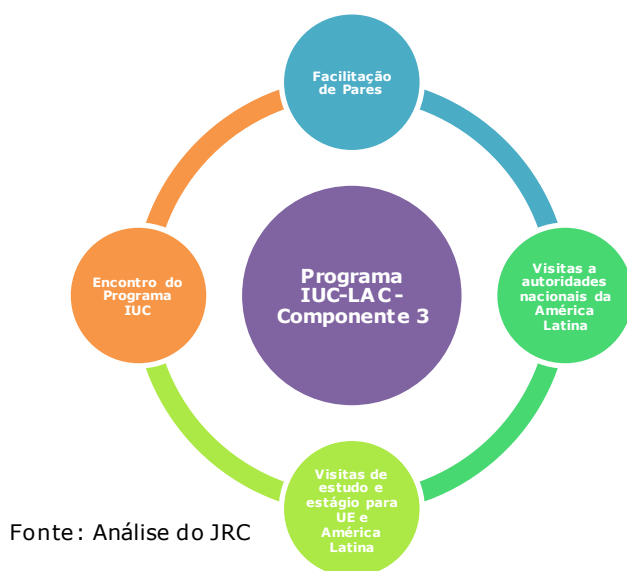 Facilitação
de Pares
Encontro do
Programa
IUC
Programa
IUC-LAC -
Componente 3
Visitas a
autoridades
nacionais da
América
Latina
Visitas de
estudo e
estágio para
UE e
América
Latina
Fonte: Análise do JRC